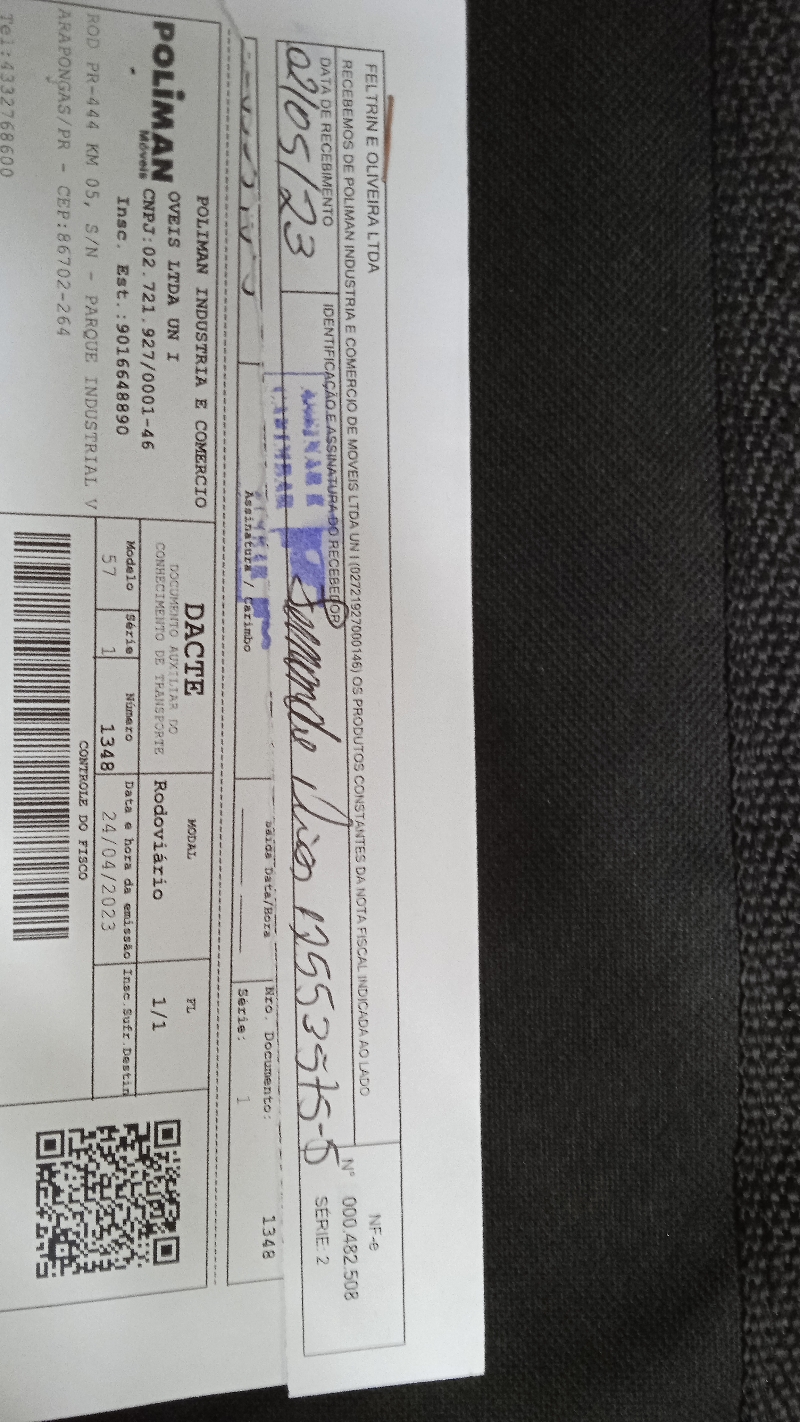 FELTRIN E OLIVEIRA LTDA
RECEBEMOS DE POLIMAN INDUSTRIA E COMERCIO DE MOVEIS LTDA UN I (02721927000146) OS PRODUTOS CONSTANTES DA NOTA FISCAL INDICADA AO LADO
DATA DE RECEBIMENTO
02/05/23
IDENTIFICAÇÃO E ASSINATURA DO RECEBEDOR
NF-e
Nº 000.482.508
SÉRIE: 2
Assinatura / Carimbo
Saída Data/Hora
Nro. Documento: 1348
Série: 1
POLIMAN
Móveis
POLIMAN INDUSTRIA E COMERCIO
OVEIS LTDA UN I
CNPJ:02.721.927/0001-46
Insc. Est.:9016648890
ROD PR-444 KM 05, S/N - PARQUE INDUSTRIAL V
ARAPONGAS/PR - CEP:86702-264
Tel:4332768600
DACTE
DOCUMENTO AUXILIAR DO
CONHECIMENTO DE TRANSPORTE
MODAL
Rodoviário
FL
1/1
Modelo
57
Série
1
Número
1348
Data e hora da emissão
24/04/2023
Insc.Sufr.Destin
CONTROLE DO FISCO